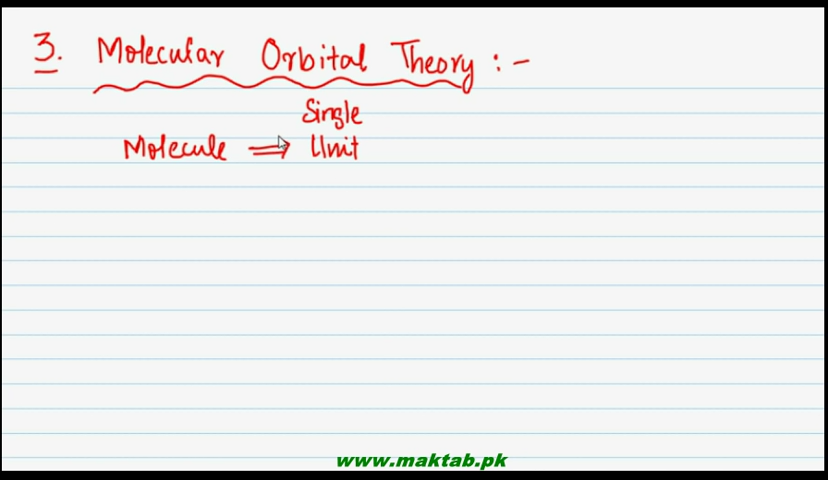 3. Molecular Orbital Theory :-
Single
Molecule ⇒ Unit
www.maktab.pk